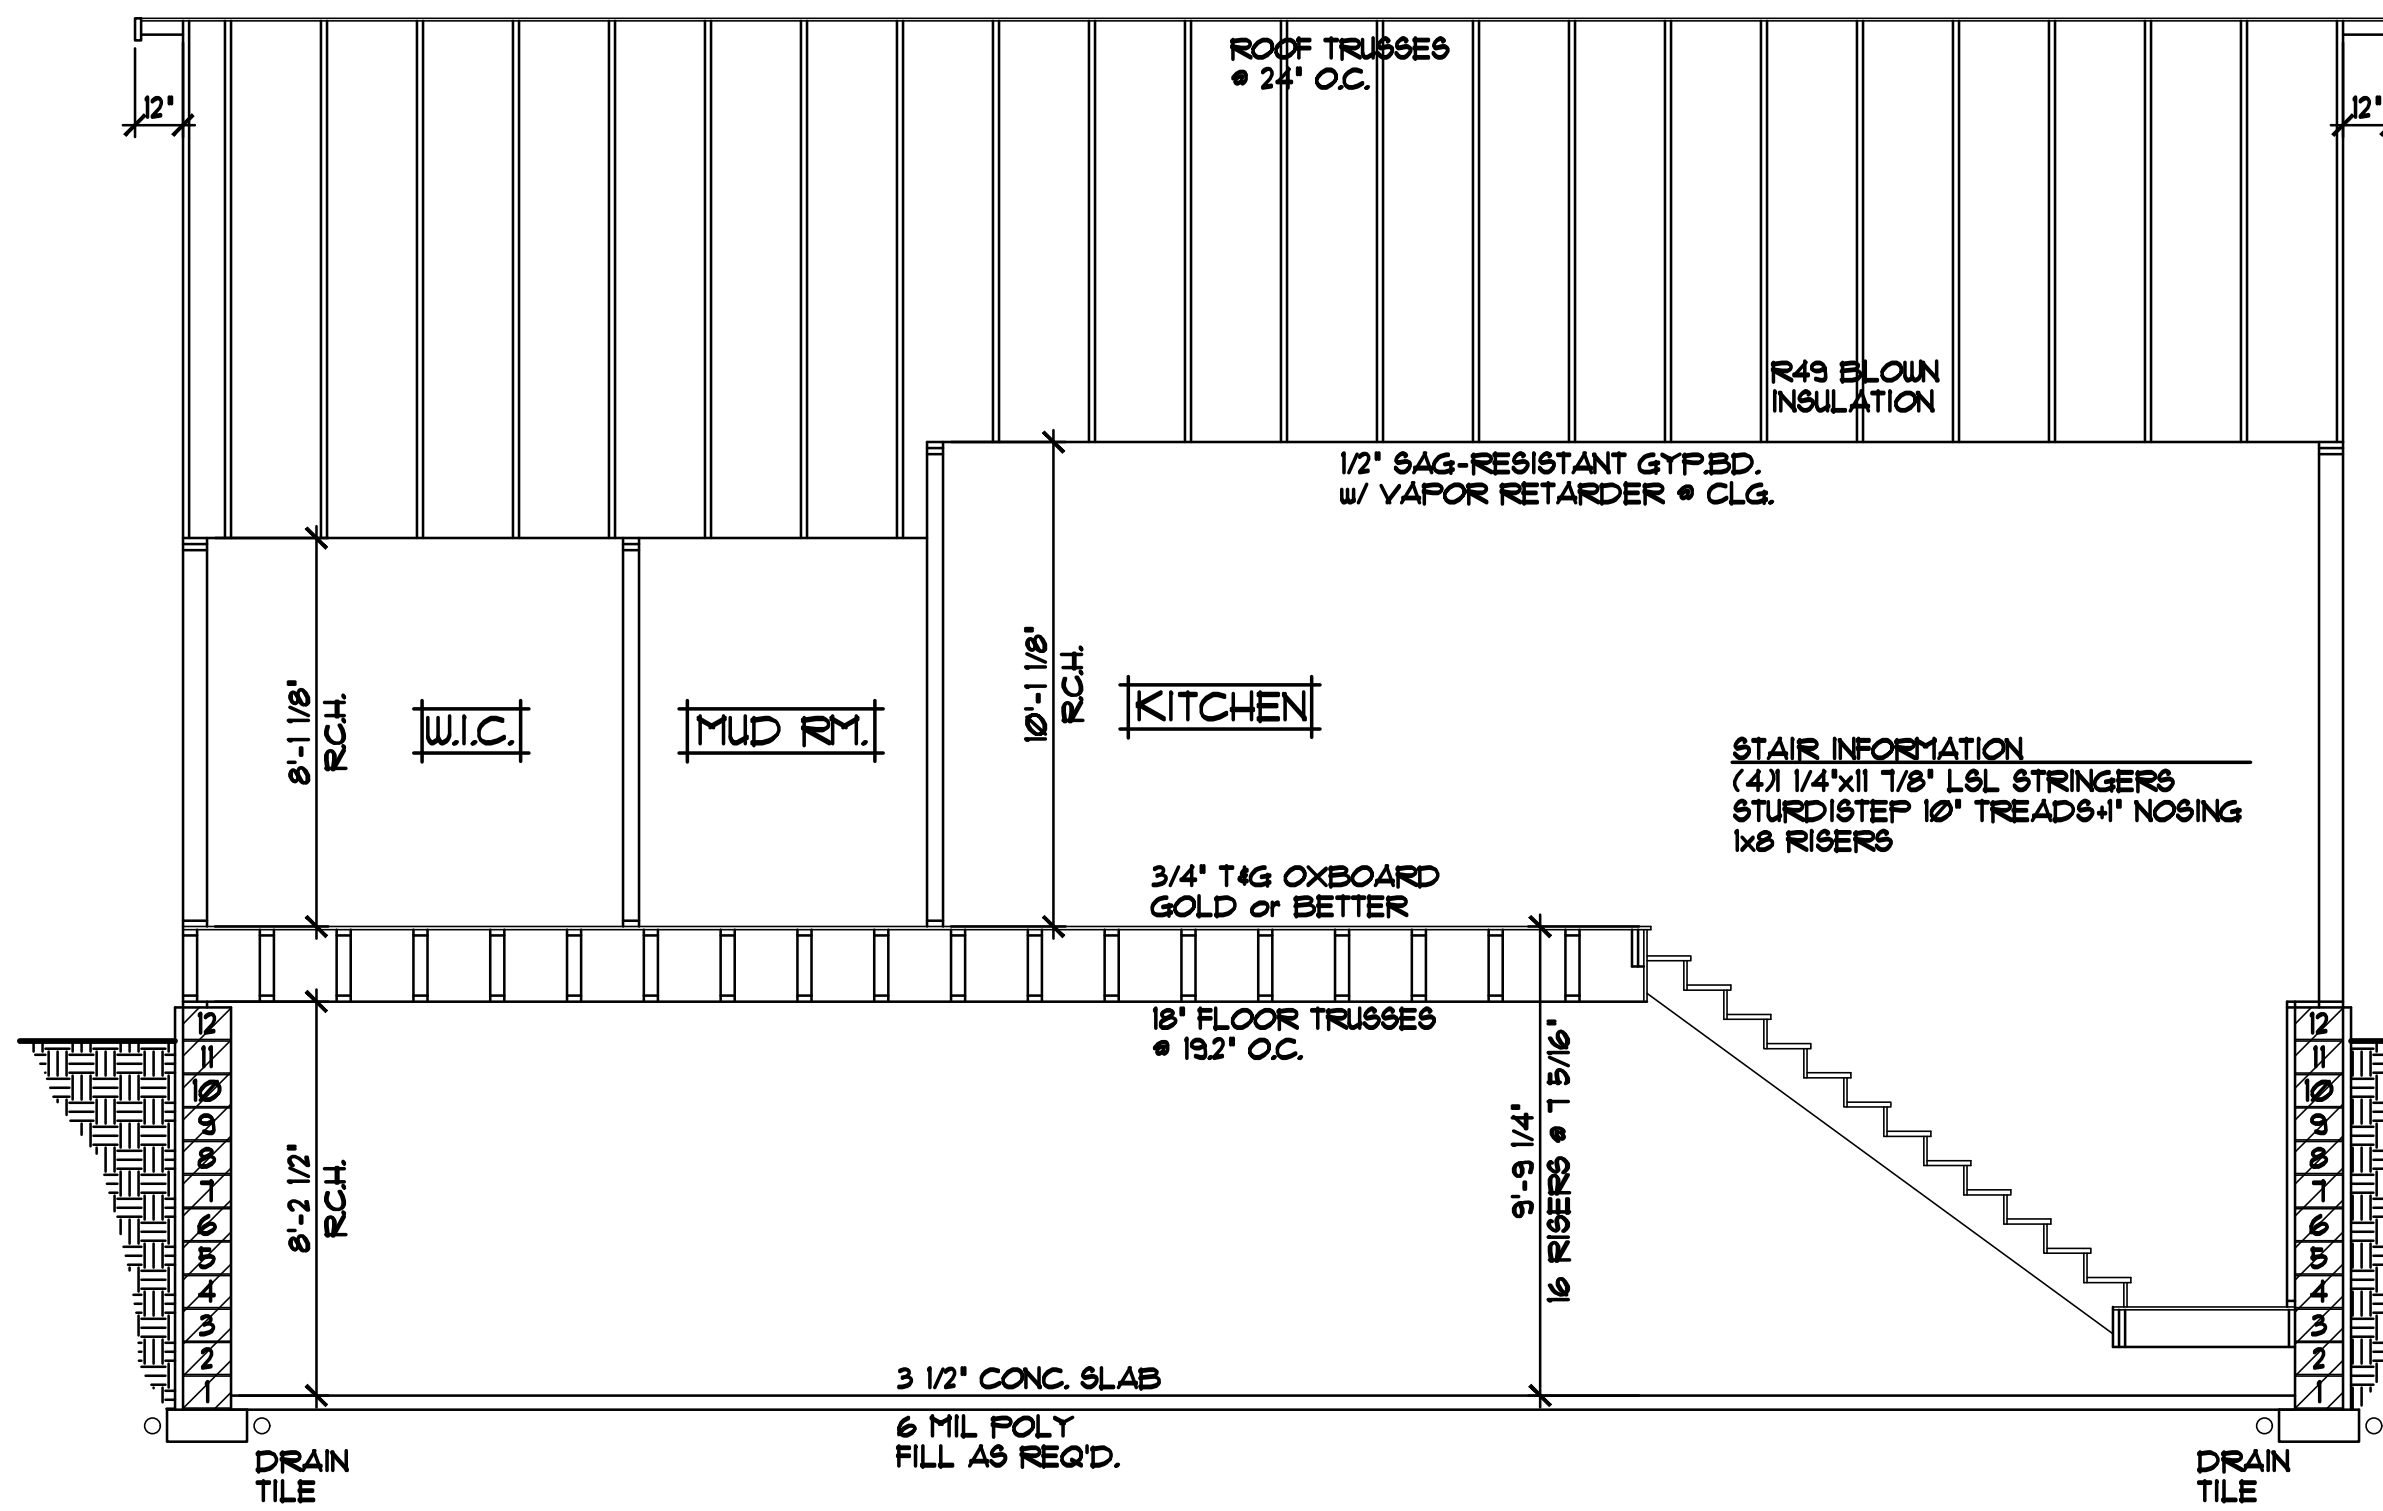 ROOF TRUSSES
@ 24" O.C.
12"
12"
R49 BLOWN
INSULATION
1/2" SAG-RESISTANT GYP.BD.
w/ VAPOR RETARDER @ CLG.
8'-1 1/8"
R.C.H.
W.I.C.
MUD RM.
10'-1 1/8"
R.C.H.
KITCHEN
STAIR INFORMATION
(4)1 1/4"x11 7/8" LSL STRINGERS
STURDISTEP 10" TREADS+1" NOSING
1x8 RISERS
3/4" T&G OXBOARD
GOLD or BETTER
18" FLOOR TRUSSES
@ 19.2" O.C.
12
11
10
9
8
7
6
5
4
3
2
1
8'-2 1/2"
R.C.H.
9'-9 1/4"
16 RISERS @ 7 5/16"
12
11
10
9
8
7
6
5
4
3
2
1
3 1/2" CONC. SLAB
6 MIL POLY
FILL AS REQ'D.
DRAIN
TILE
DRAIN
TILE